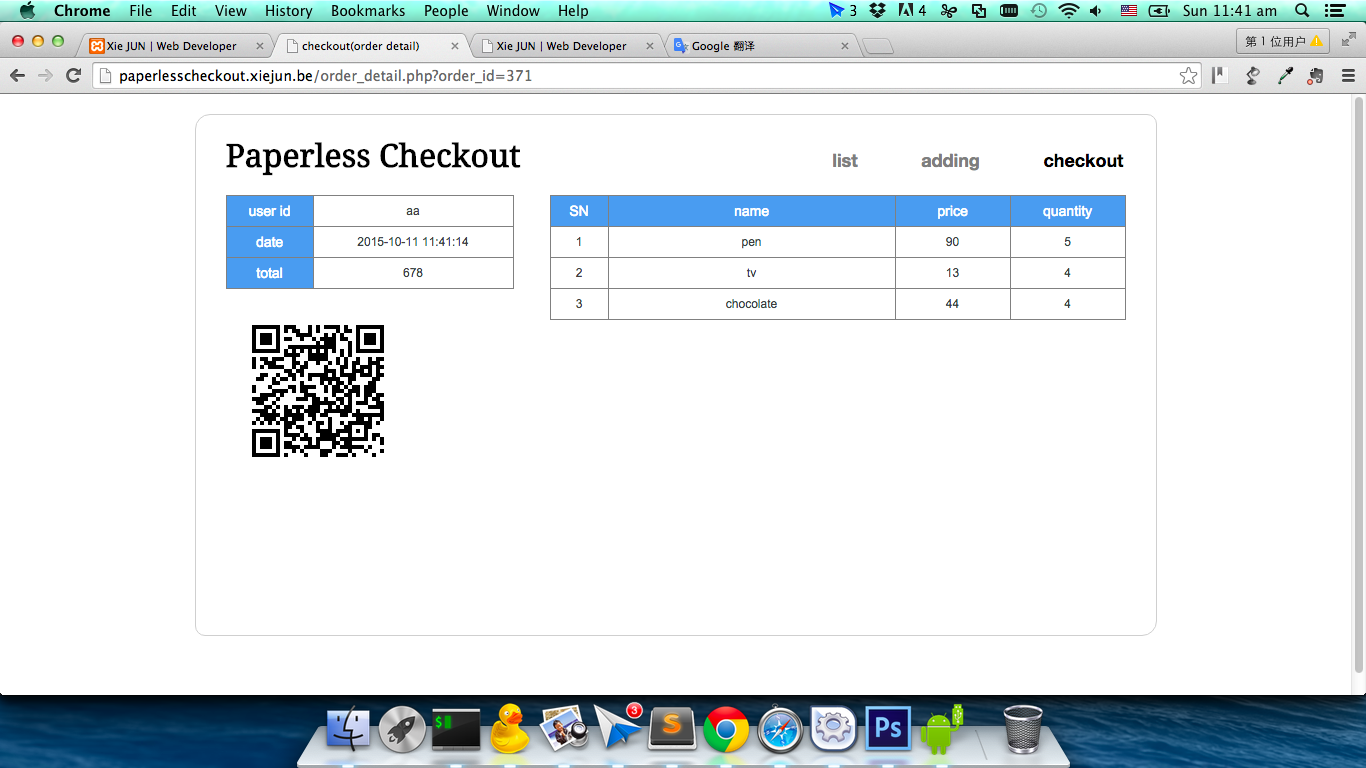 Chrome File Edit View History Bookmarks People Window Help 3 4 Sun 11:41 am
Xie JUN | Web Developer checkout(order detail) Xie JUN | Web Developer Google 翻译 第 1 位用户
paperlesscheckout.xiejun.be/order_detail.php?order_id=371
Paperless Checkout list adding checkout
user id aa
date 2015-10-11 11:41:14
total 678
SN name price quantity
1 pen 90 5
2 tv 13 4
3 chocolate 44 4
$ 3 S Ps